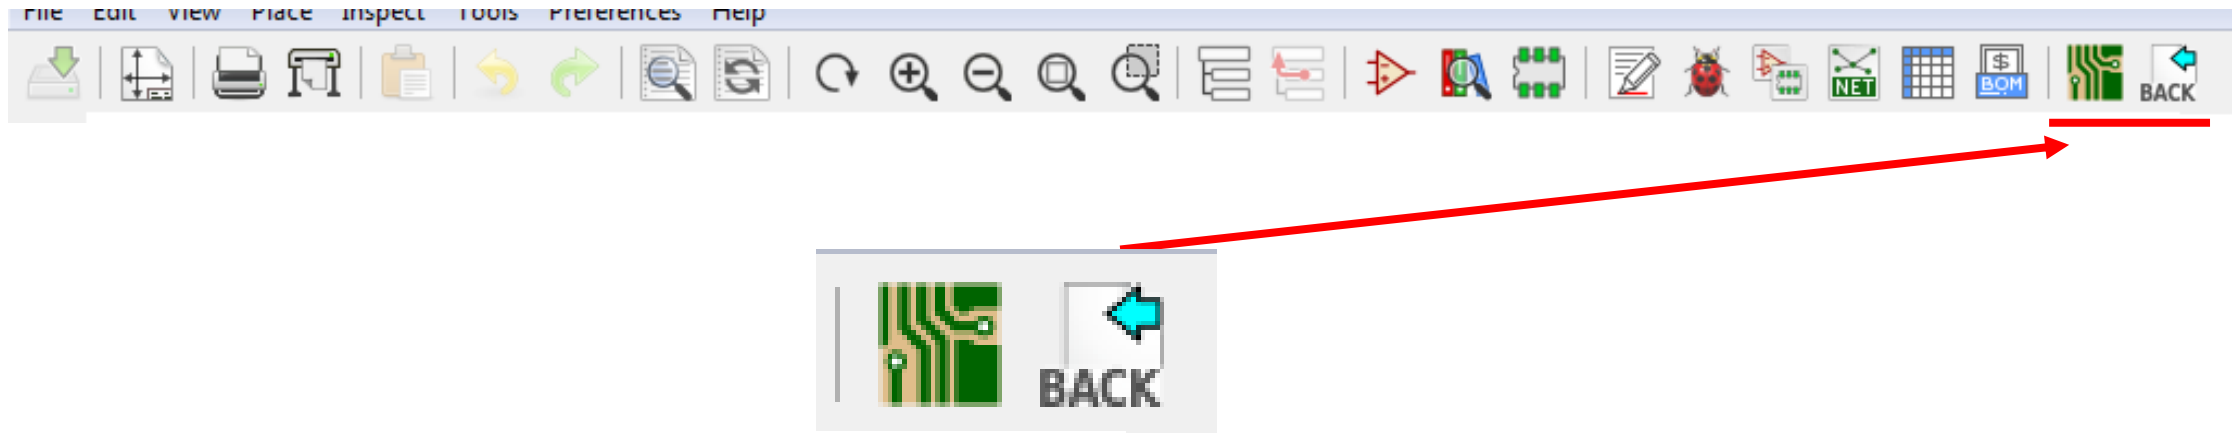 File Edit View Place Inspect Tools Preferences Help
NET $ BOM BACK
BACK